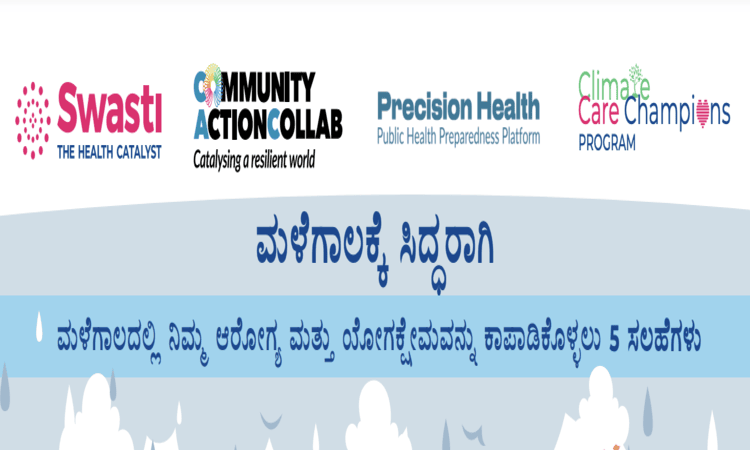 Swasti
THE HEALTH CATALYST
COMMUNITY
ACTIONCOLLAB
Catalysing a resilient world
Precision Health
Public Health Preparedness Platform
Climate
Care Champions
PROGRAM
ಮಳೆಗಾಲಕ್ಕೆ ಸಿದ್ಧರಾಗಿ
ಮಳೆಗಾಲದಲ್ಲಿ ನಿಮ್ಮ ಆರೋಗ್ಯ ಮತ್ತು ಯೋಗಕ್ಷೇಮವನ್ನು ಕಾಪಾಡಿಕೊಳ್ಳಲು 5 ಸಲಹೆಗಳು